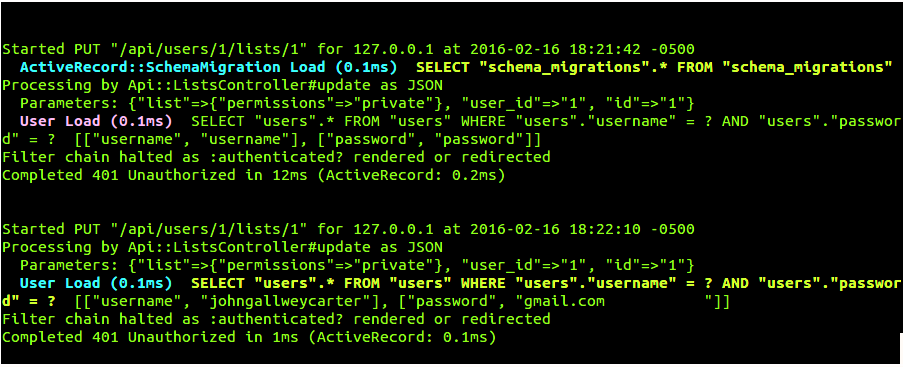 Started PUT "/api/users/1/lists/1" for 127.0.0.1 at 2016-02-16 18:21:42 -0500
ActiveRecord::SchemaMigration Load (0.1ms)  SELECT "schema_migrations".* FROM "schema_migrations"
Processing by Api::ListsController#update as JSON
Parameters: {"list"=>{"permissions"=>"private"}, "user_id"=>"1", "id"=>"1"}
User Load (0.1ms)  SELECT "users".* FROM "users" WHERE "users"."username" = ? AND "users"."passwor
d" = ?  [["username", "username"], ["password", "password"]]
Filter chain halted as :authenticated? rendered or redirected
Completed 401 Unauthorized in 12ms (ActiveRecord: 0.2ms)
Started PUT "/api/users/1/lists/1" for 127.0.0.1 at 2016-02-16 18:22:10 -0500
Processing by Api::ListsController#update as JSON
Parameters: {"list"=>{"permissions"=>"private"}, "user_id"=>"1", "id"=>"1"}
User Load (0.1ms)  SELECT "users".* FROM "users" WHERE "users"."username" = ? AND "users"."passwor
d" = ?  [["username", "johngallweycarter"], ["password", "gmail.com           "]]
Filter chain halted as :authenticated? rendered or redirected
Completed 401 Unauthorized in 1ms (ActiveRecord: 0.1ms)